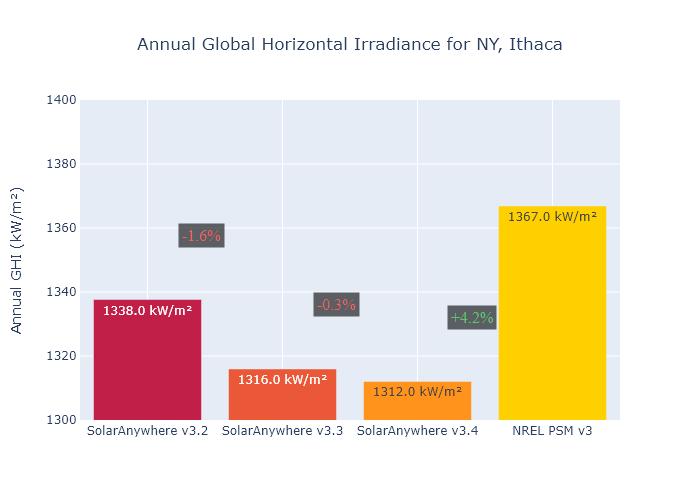 Annual Global Horizontal Irradiance for NY, Ithaca
Annual GHI (kW/m²)
1400
1380
1360
1340
1320
1300
-1.6%
-0.3%
+4.2%
1338.0 kW/m²
1316.0 kW/m²
1312.0 kW/m²
1367.0 kW/m²
SolarAnywhere v3.2
SolarAnywhere v3.3
SolarAnywhere v3.4
NREL PSM v3